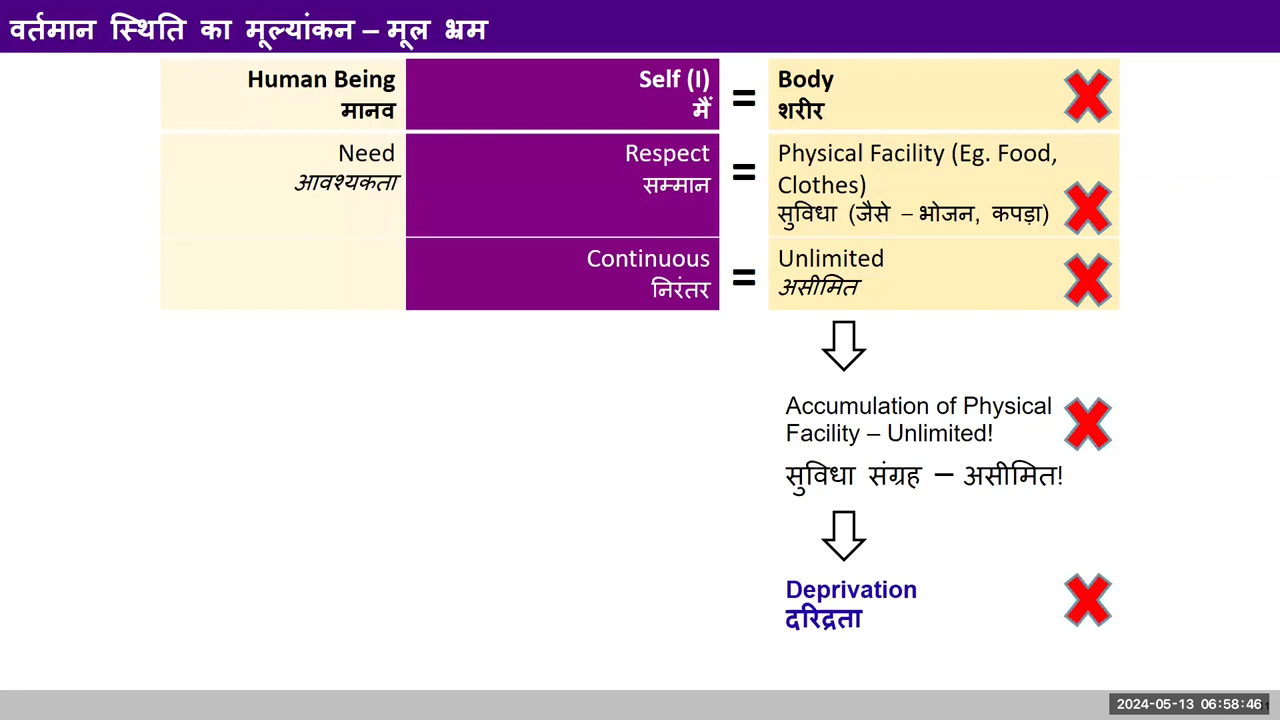 वर्तमान स्थिति का मूल्यांकन – मूल भ्रम
Human Being
मानव
Self (I)
मैं
=
Body
शरीर
Need
आवश्यकता
Respect
सम्मान
=
Physical Facility (Eg. Food,
Clothes)
सुविधा (जैसे – भोजन, कपड़ा)
Continuous
निरंतर
=
Unlimited
असीमित
Accumulation of Physical
Facility – Unlimited!
सुविधा संग्रह – असीमित!
Deprivation
दरिद्रता
2024-05-13 06:58:46